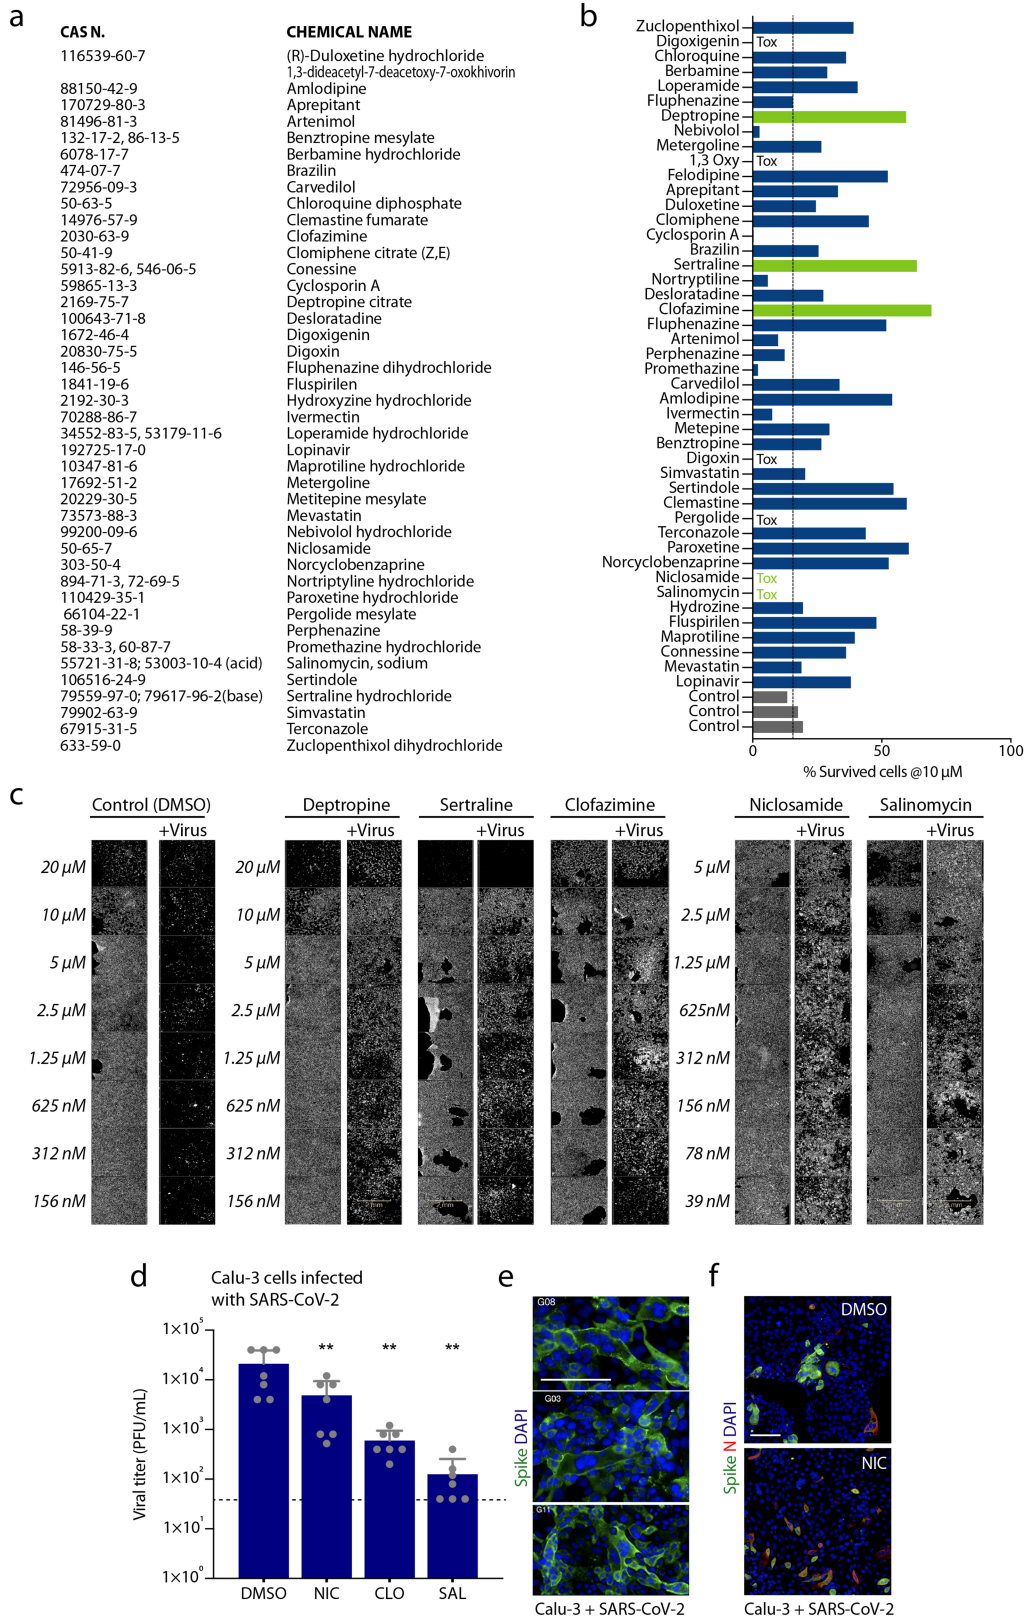 a
CAS N. CHEMICAL NAME
116539-60-7 (R)-Duloxetine hydrochloride
1,3-dideacetyl-7-deacetoxy-7-oxokhivorin
88150-42-9 Amlodipine
170729-80-3 Aprepitant
81496-81-3 Artenimol
132-17-2, 86-13-5 Benztropine mesylate
6078-17-7 Berbamine hydrochloride
474-07-7 Brazilin
72956-09-3 Carvedilol
50-63-5 Chloroquine diphosphate
14976-57-9 Clemastine fumarate
2030-63-9 Clofazimine
50-41-9 Clomiphene citrate (Z,E)
5913-82-6, 546-06-5 Conessine
59865-13-3 Cyclosporin A
2169-75-7 Deptropine citrate
100643-71-8 Desloratadine
1672-46-4 Digoxigenin
20830-75-5 Digoxin
146-56-5 Fluphenazine dihydrochloride
1841-19-6 Fluspirilen
2192-30-3 Hydroxyzine hydrochloride
70288-86-7 Ivermectin
34552-83-5, 53179-11-6 Loperamide hydrochloride
192725-17-0 Lopinavir
10347-81-6 Maprotiline hydrochloride
17692-51-2 Metergoline
20229-30-5 Metitepine mesylate
73573-88-3 Mevastatin
99200-09-6 Nebivolol hydrochloride
50-65-7 Niclosamide
303-50-4 Norcyclobenzaprine
894-71-3, 72-69-5 Nortriptyline hydrochloride
110429-35-1 Paroxetine hydrochloride
66104-22-1 Pergolide mesylate
58-39-9 Perphenazine
58-33-3, 60-87-7 Promethazine hydrochloride
55721-31-8; 53003-10-4 (acid) Salinomycin, sodium
106516-24-9 Sertindole
79559-97-0; 79617-96-2(base) Sertraline hydrochloride
79902-63-9 Simvastatin
67915-31-5 Terconazole
633-59-0 Zuclopenthixol dihydrochloride
b
Zuclopenthixol
Digoxigenin Tox
Chloroquine
Berbamine
Loperamide
Fluphenazine
Deptropine
Nebivolol
Metergoline
1,3 Oxy Tox
Felodipine
Aprepitant
Duloxetine
Clomiphene
Cyclosporin A
Brazilin
Sertraline
Nortryptiline
Desloratadine
Clofazimine
Fluphenazine
Artenimol
Perphenazine
Promethazine
Carvedilol
Amlodipine
Ivermectin
Metepine
Benztropine
Digoxin Tox
Simvastatin
Sertindole
Clemastine
Pergolide Tox
Terconazole
Paroxetine
Norcyclobenzaprine
Niclosamide Tox
Salinomycin Tox
Hydrozine
Fluspirilen
Maprotiline
Connessine
Mevastatin
Lopinavir
Control
Control
Control
0 50 100
% Survived cells @10 µM
c
Control (DMSO) Deptropine Sertraline Clofazimine Niclosamide Salinomycin
+Virus +Virus +Virus +Virus +Virus +Virus
20 µM 20 µM 5 µM
10 µM 10 µM 2.5 µM
5 µM 5 µM 1.25 µM
2.5 µM 2.5 µM 625nM
1.25 µM 1.25 µM 312 nM
625 nM 625 nM 156 nM
312 nM 312 nM 78 nM
156 nM 156 nM 39 nM
d
Calu-3 cells infected
with SARS-CoV-2
Viral titer (PFU/mL)
1×10⁵
1×10⁴
1×10³
1×10²
1×10¹
1×10⁰
** ** **
DMSO NIC CLO SAL
e
Spike DAPI
G08
G03
G11
Calu-3 + SARS-CoV-2
f
Spike N DAPI
DMSO
NIC
Calu-3 + SARS-CoV-2